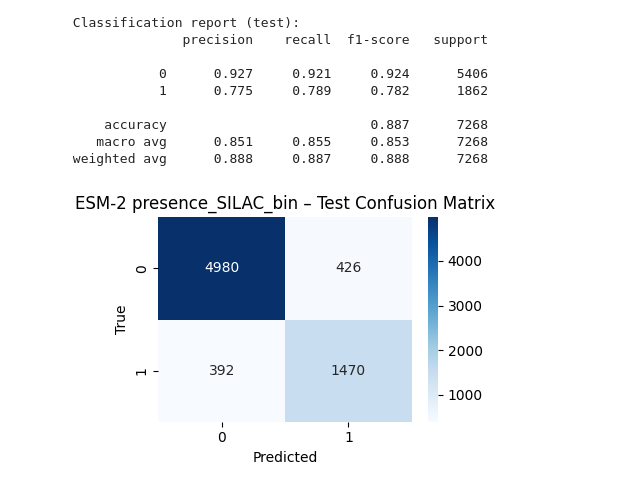 Classification report (test):
precision recall f1-score support
0 0.927 0.921 0.924 5406
1 0.775 0.789 0.782 1862
accuracy 0.887 7268
macro avg 0.851 0.855 0.853 7268
weighted avg 0.888 0.887 0.888 7268
ESM-2 presence_SILAC_bin – Test Confusion Matrix
0 4980 426
1 392 1470
True
0 1
Predicted
4000
3000
2000
1000